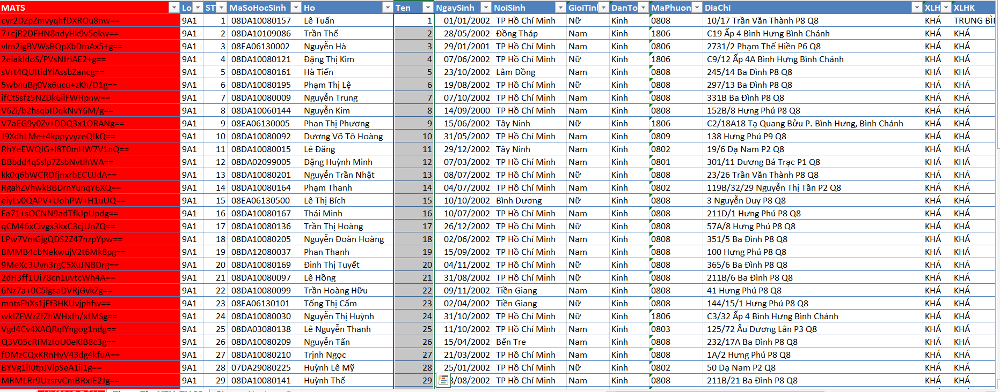 MATS Lo ST MaSoHocSinh Ho Ten NgaySinh NoiSinh GioiTinh DanTo MaPhuon DiaChi XLH XLHK
cyr2DZpZmvyqhfDXROu8nw== 9A1 1 08DA10080157 Lê Tuấn 1 01/01/2002 TP Hồ Chí Minh Nữ Kinh 0808 10/17 Trần Văn Thành P8 Q8 KHÁ TRUNG BÌN
7+cjR2DFHN8ndyHk9v5ekw== 9A1 2 08DA10109086 Trần Thế 2 28/05/2002 Đồng Tháp Nam Kinh 1806 C19 Ấp 4 Bình Hưng Bình Chánh KHÁ KHÁ
vlm2igBVWsBQpXbDmAx5+g== 9A1 3 08EA06130002 Nguyễn Hà 3 29/01/2001 TP Hồ Chí Minh Nam Kinh 0806 2731/2 Phạm Thế Hiển P6 Q8 KHÁ KHÁ
2eiakIdoS/PVsNfriAE2+g== 9A1 4 08DA10080121 Đặng Thị Kim 4 07/06/2002 TP Hồ Chí Minh Nữ Kinh 1806 C9/12 Ấp 4A Bình Hưng Bình Chánh KHÁ KHÁ
sVrt4QUItidYiAssbZancg== 9A1 5 08DA10080161 Hà Tiến 5 23/10/2002 Lâm Đồng Nam Kinh 0808 245/14 Ba Đình P8 Q8 KHÁ KHÁ
5wbnuBg0Vx6ucu+zKh/D1g== 9A1 6 08DA10080195 Phạm Thị Lệ 6 19/08/2002 TP Hồ Chí Minh Nữ Kinh 0808 297/13 Ba Đình P8 Q8 KHÁ KHÁ
ifCtSsfz5NZDk6iiFWHpnw== 9A1 7 08DA10080009 Nguyễn Trung 7 07/10/2002 TP Hồ Chí Minh Nam Kinh 0808 331B Ba Đình P8 Q8 KHÁ KHÁ
V6Zi/b2hsqbIDqkNvY6M/g== 9A1 8 08DA10060144 Nguyễn Kim 8 14/09/2000 TP Hồ Chí Minh Nam Kinh 0808 152B/8 Hưng Phú P8 Q8 KHÁ KHÁ
V7aEG9y0Zv+DDQ3x1ORANg== 9A1 9 08EA06130005 Phan Thị Phương 9 15/06/2002 Tây Ninh Nữ Kinh 1806 C2/18A18 Tạ Quang Bửu P. Bình Hưng, Bình Chánh KHÁ KHÁ
J9XdhLMe+4kppyvyzeQIkQ== 9A1 10 08DA10080092 Dương Võ Tô Hoàng 10 31/05/2002 TP Hồ Chí Minh Nam Kinh 0809 138 Hưng Phú P9 Q8 KHÁ KHÁ
RhYeEWQIG+l8T0mHW7V1nQ== 9A1 11 08DA10080015 Lê Đăng 11 29/12/2002 Tây Ninh Nam Kinh 0802 19/6 Dạ Nam P2 Q8 KHÁ KHÁ
BBbdd4qSslp7ZsbNvtlhWA== 9A1 12 08DA02099005 Đặng Huỳnh Minh 12 07/03/2002 TP Hồ Chí Minh Nam Kinh 0801 301/11 Dương Bá Trạc P1 Q8 KHÁ KHÁ
kk0q6bWCRDfjnxrbECUJdA== 9A1 13 08DA10080201 Nguyễn Trần Nhật 13 08/07/2002 TP Hồ Chí Minh Nữ Kinh 0808 23/26 Trần Văn Thành P8 Q8 KHÁ KHÁ
RgahZVhwkBBDrnYunqY6XQ== 9A1 14 08DA10080164 Phạm Thanh 14 04/07/2002 TP Hồ Chí Minh Nam Kinh 0802 119B/32/29 Nguyễn Thị Tần P2 Q8 KHÁ KHÁ
eiyLv0QAPV+UohPW+H1uUQ== 9A1 15 08EA06130500 Lê Thị Bích 15 10/10/2002 Bình Dương Nữ Kinh 0808 3 Nguyễn Duy P8 Q8 KHÁ KHÁ
Fa71+sOCNN9adTfkJpUpdg== 9A1 16 08DA10080167 Thái Minh 16 10/07/2002 TP Hồ Chí Minh Nam Kinh 0808 211D/1 Hưng Phú P8 Q8 KHÁ KHÁ
qCM46xCivgx3kxC3cjUnZQ== 9A1 17 08DA10080136 Trần Thị Hoàng 17 26/12/2002 TP Hồ Chí Minh Nữ Kinh 0808 57A/8 Hưng Phú P8 Q8 KHÁ KHÁ
LPw7VmGjgQDS2Z47nzpYpw== 9A1 18 08DA10080205 Nguyễn Đoàn Hoàng 18 02/06/2002 TP Hồ Chí Minh Nam Kinh 0808 351/5 Ba Đình P8 Q8 KHÁ KHÁ
BMMB4cbNekwujV2t6Mk8pg== 9A1 19 08DA12080037 Phan Thanh 19 15/09/2002 TP Hồ Chí Minh Nam Kinh 0808 100 Hưng Phú P8 Q8 KHÁ KHÁ
9MeXc3Uvn3rgC5XuJNBDrg== 9A1 20 08DA10080169 Đinh Thị Tuyết 20 04/11/2002 TP Hồ Chí Minh Nữ Kinh 0808 365/6 Ba Đình P8 Q8 KHÁ KHÁ
2dH3ff1Ui78cn1uvtcWh4A== 9A1 21 08DA10080097 Lê Hồng 21 31/08/2002 TP Hồ Chí Minh Nữ Kinh 0808 211B/6 Ba Đình P8 Q8 KHÁ KHÁ
6Nz7a+0C5lgsaDVRjGykZg== 9A1 22 08DA10080099 Trần Hoàng Hữu 22 09/11/2002 Tiền Giang Nam Kinh 0808 41 Hưng Phú P8 Q8 KHÁ KHÁ
mntsFhXs1jFf3HKUvjphfw== 9A1 23 08EA06130101 Tống Thị Cẩm 23 02/04/2002 Tiền Giang Nữ Kinh 0808 144/15/1 Hưng Phú P8 Q8 KHÁ KHÁ
wkIZFWzZfZhWHxfh/xfMSg== 9A1 24 08DA10080030 Nguyễn Thị Huỳnh 24 31/10/2002 TP Hồ Chí Minh Nữ Kinh 1806 C3/32 Ấp 4 Bình Hưng Bình Chánh KHÁ KHÁ
Vgd4Cv4XAQRqlYngog1ndg== 9A1 25 08DA03080138 Lê Nguyễn Thanh 25 11/10/2002 TP Hồ Chí Minh Nam Kinh 0803 125/72 Âu Dương Lân P3 Q8 KHÁ KHÁ
Q3V05cRIMzIoU0eKlB8c3g== 9A1 26 08DA10080209 Nguyễn Tấn 26 15/04/2002 Bến Tre Nam Kinh 0808 232/17A Ba Đình P8 Q8 KHÁ KHÁ
fDMzCQxKRnHyV43dg4kfuA== 9A1 27 08DA10080210 Trịnh Ngọc 27 21/03/2002 TP Hồ Chí Minh Nam Kinh 0808 1A/2 Hưng Phú P8 Q8 KHÁ KHÁ
BYVg1iI0tpJVlpSeA1ii1g== 9A1 28 07DA29080225 Huỳnh Lê Mỹ 28 25/01/2002 TP Hồ Chí Minh Nữ Kinh 0802 50 Dạ Nam P2 Q8 KHÁ KHÁ
MRMLRr9UzsrvCmBRxIE2Jg== 9A1 29 08DA10080141 Huỳnh Thế 29 3/08/2002 TP Hồ Chí Minh Nam Kinh 0808 211B/21 Ba Đình P8 Q8 KHÁ KHÁ